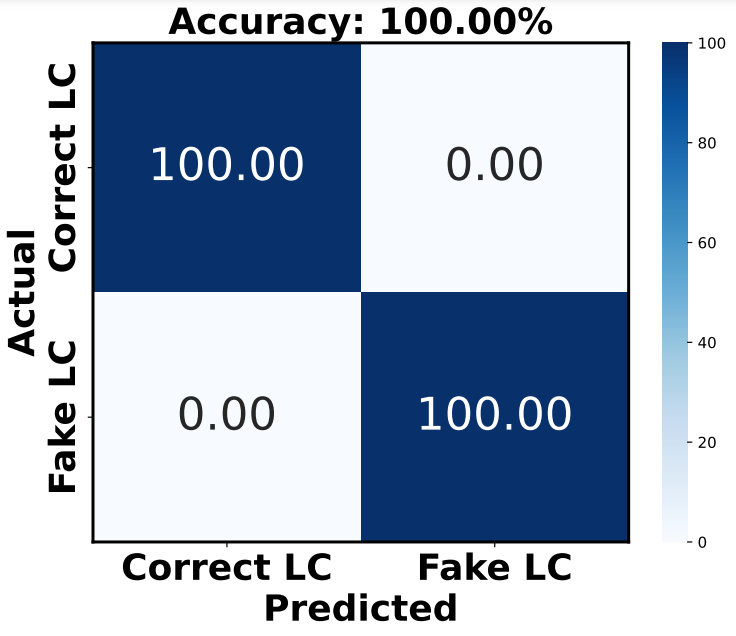 Accuracy: 100.00%
Actual
Correct LC
Fake LC
100.00
0.00
0.00
100.00
Correct LC
Fake LC
Predicted
100
80
60
40
20
0